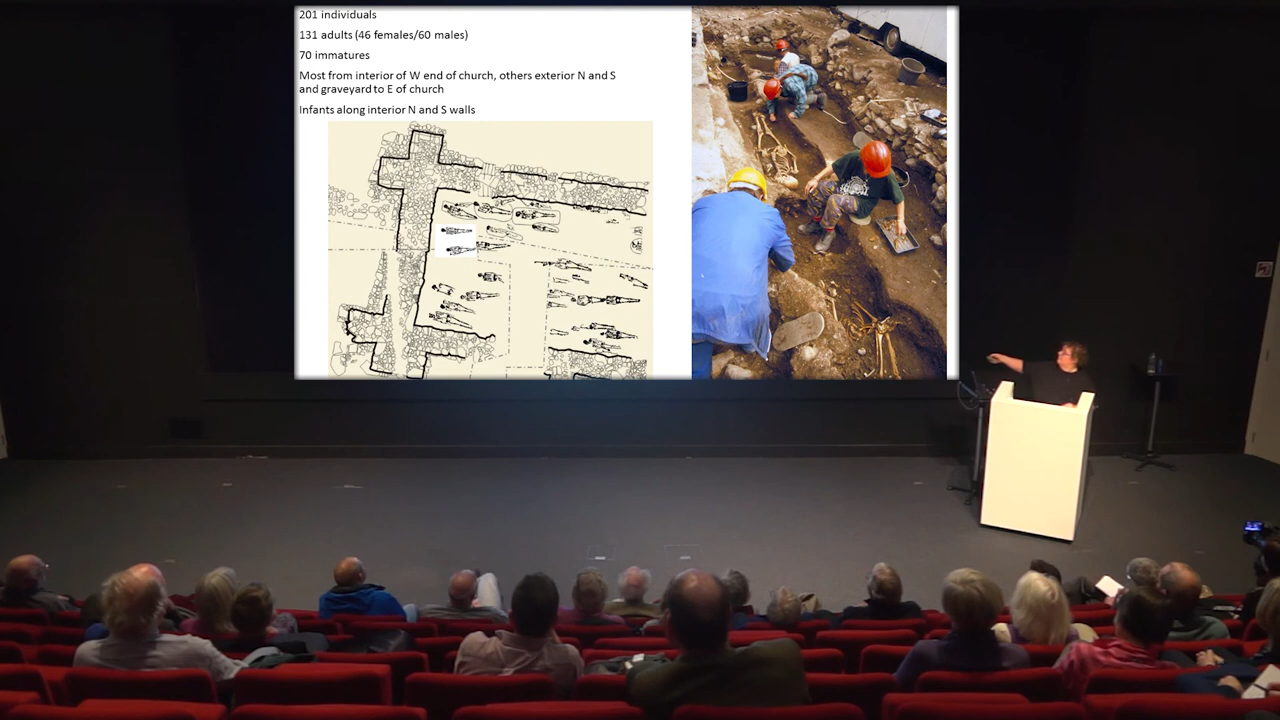 201 individuals
131 adults (46 females/60 males)
70 immatures
Most from interior of W end of church, others exterior N and S
and graveyard to E of church
Infants along interior N and S walls